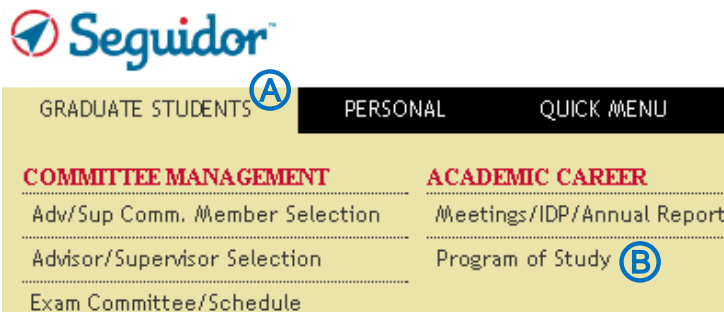 Seguidor™
GRADUATE STUDENTS A PERSONAL QUICK MENU
COMMITTEE MANAGEMENT ACADEMIC CAREER
Adv/Sup Comm. Member Selection Meetings/IDP/Annual Report
Advisor/Supervisor Selection Program of Study B
Exam Committee/Schedule